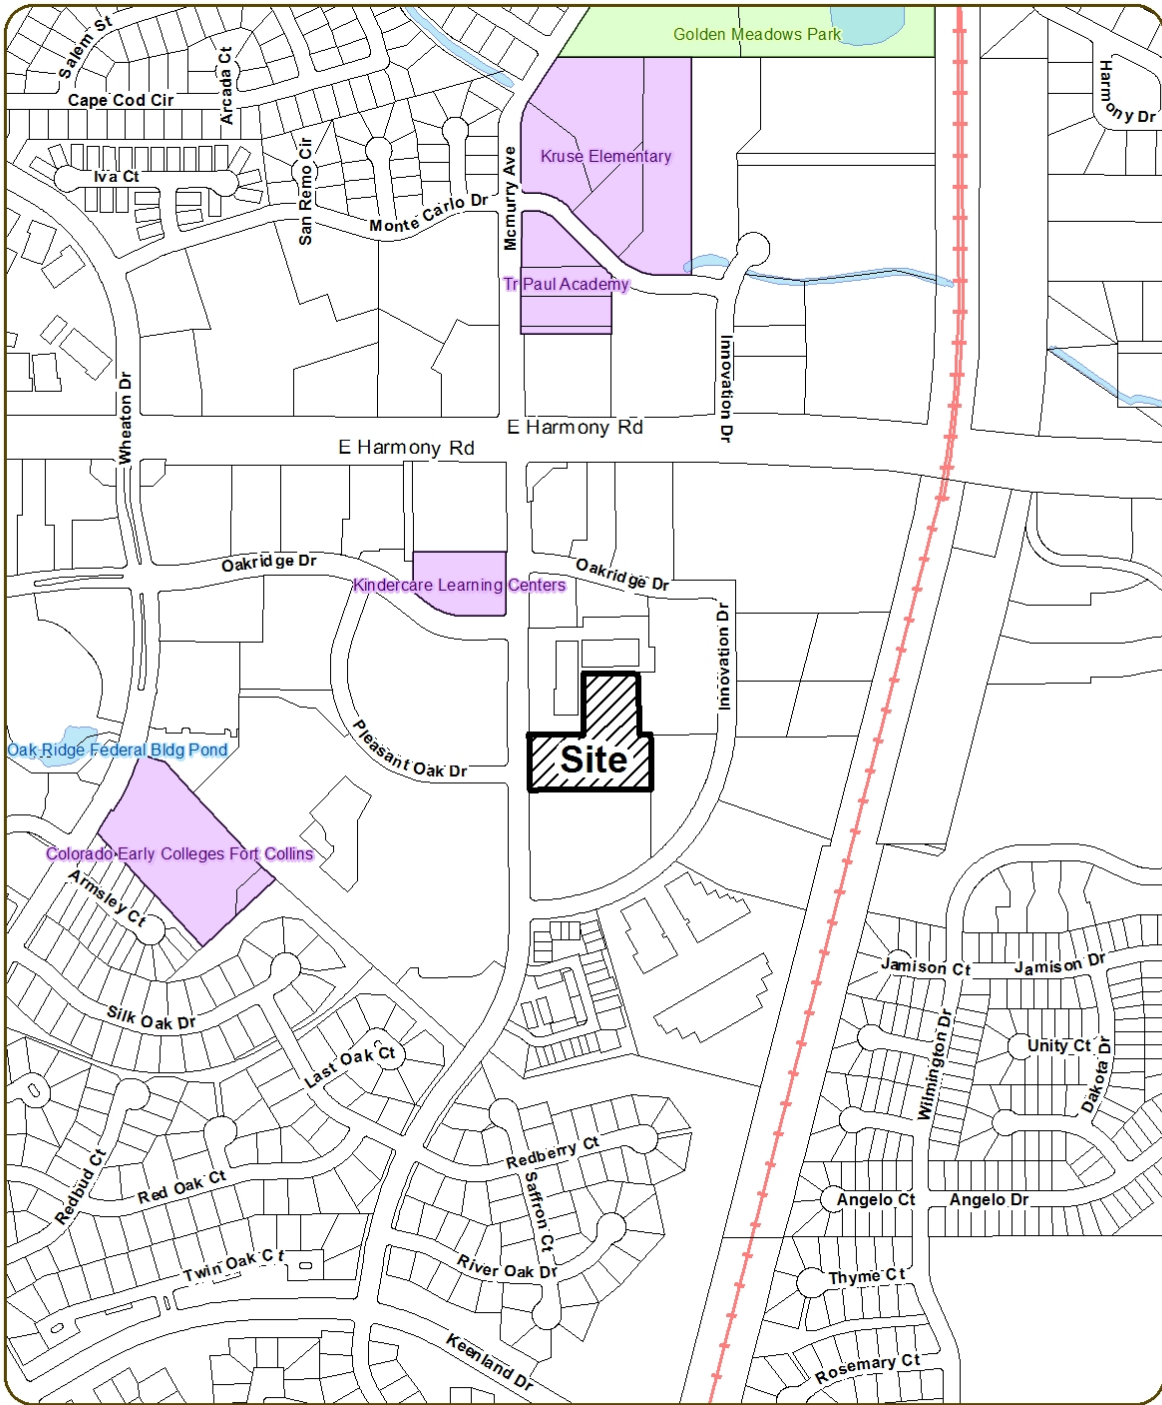 Golden Meadows Park
Salem St
Arcada Ct
Cape Cod Cir
Harmony Dr
Kruse Elementary
Iva Ct
San Remo Cir
Monte Carlo Dr
Mcmurry Ave
Tr Paul Academy
Innovation Dr
Wheaton Dr
E Harmony Rd
E Harmony Rd
Oakridge Dr
Kindercare Learning Centers
Oakridge Dr
Innovation Dr
Oak Ridge Federal Bldg Pond
Pleasant Oak Dr
Site
Colorado Early Colleges Fort Collins
Armsley Ct
Jamison Ct
Jamison Dr
Silk Oak Dr
Last Oak Ct
Wilmington Dr
Unity Ct
Dakota Dr
Redbud Ct
Red Oak Ct
Redberry Ct
Saffron Ct
Angelo Ct
Angelo Dr
Twin Oak Ct
River Oak Dr
Thyme Ct
Keenland Dr
Rosemary Ct